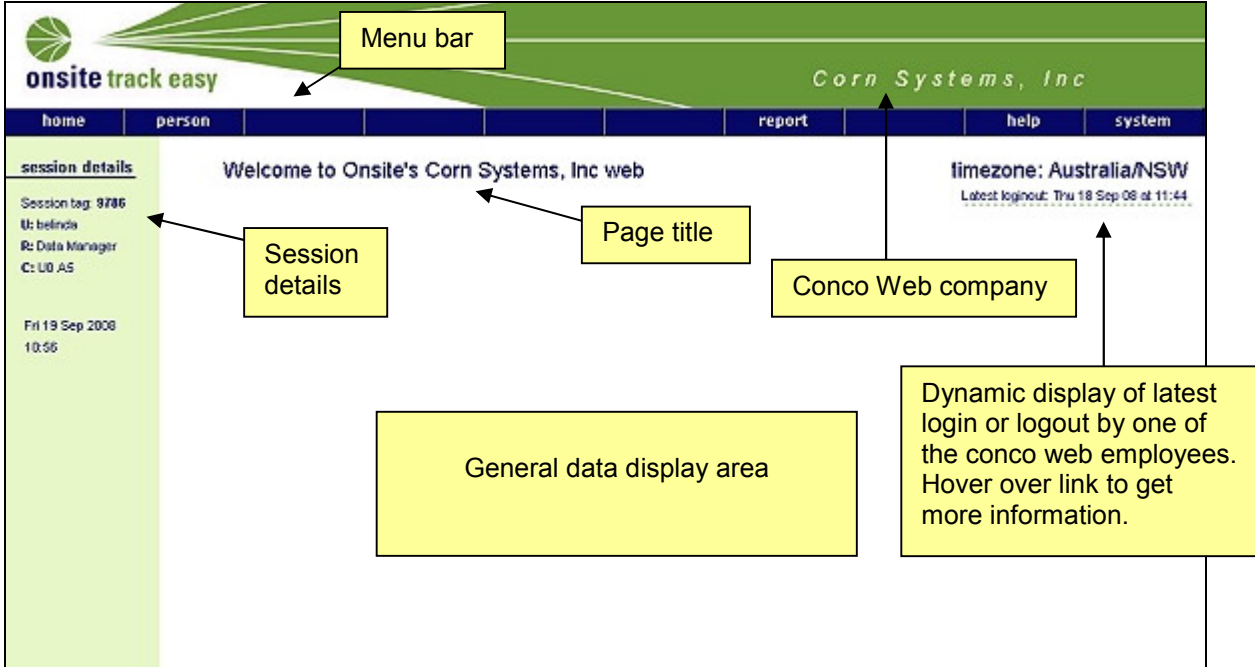 Menu bar
onsite track easy
Corn Systems, Inc
home person report help system
session details
Welcome to Onsite's Corn Systems, Inc web
timezone: Australia/NSW
Latest loginout: Thu 18 Sep 08 at 11:44
Session tag: 9786
U: belinda
R: Data Manager
C: U0 A5
Session
details
Page title
Conco Web company
Fri 19 Sep 2008
10:56
General data display area
Dynamic display of latest
login or logout by one of
the conco web employees.
Hover over link to get
more information.